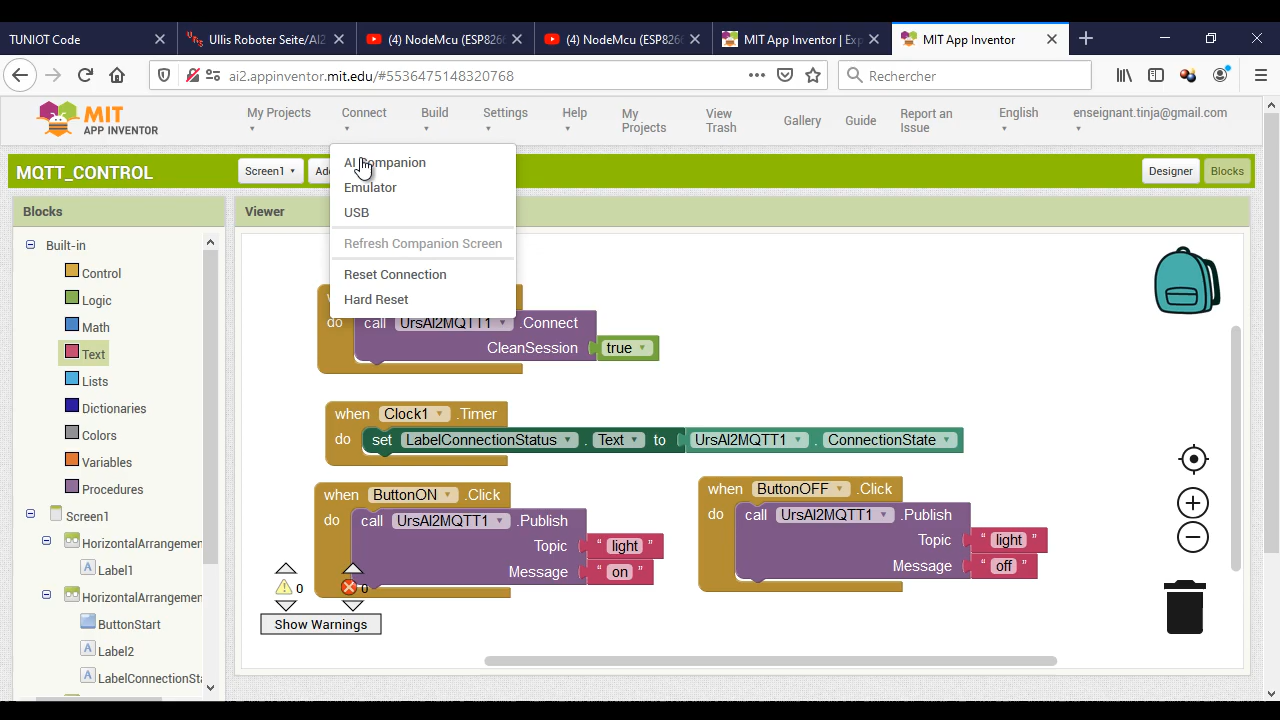 TUNIOT Code
Ullis Roboter Seite/AI2
(4) NodeMcu (ESP826
(4) NodeMcu (ESP826
MIT App Inventor | Exp
MIT App Inventor
ai2.appinventor.mit.edu/#5536475148320768
Rechercher
MIT
APP INVENTOR
My Projects
Connect
Build
Settings
Help
My Projects
View Trash
Gallery
Guide
Report an Issue
English
enseignant.tinja@gmail.com
MQTT_CONTROL
Screen1
Designer
Blocks
AI Companion
Emulator
USB
Refresh Companion Screen
Reset Connection
Hard Reset
Blocks
Viewer
Built-in
Control
Logic
Math
Text
Lists
Dictionaries
Colors
Variables
Procedures
Screen1
HorizontalArrangemen
Label1
HorizontalArrangemen
ButtonStart
Label2
LabelConnectionSta
do call UrsAI2MQTT1 .Connect
CleanSession true
when Clock1 .Timer
do set LabelConnectionStatus . Text to UrsAI2MQTT1 . ConnectionState
when ButtonON .Click
do call UrsAI2MQTT1 .Publish
Topic " light "
Message " on "
when ButtonOFF .Click
do call UrsAI2MQTT1 .Publish
Topic " light "
Message " off "
0
0
Show Warnings